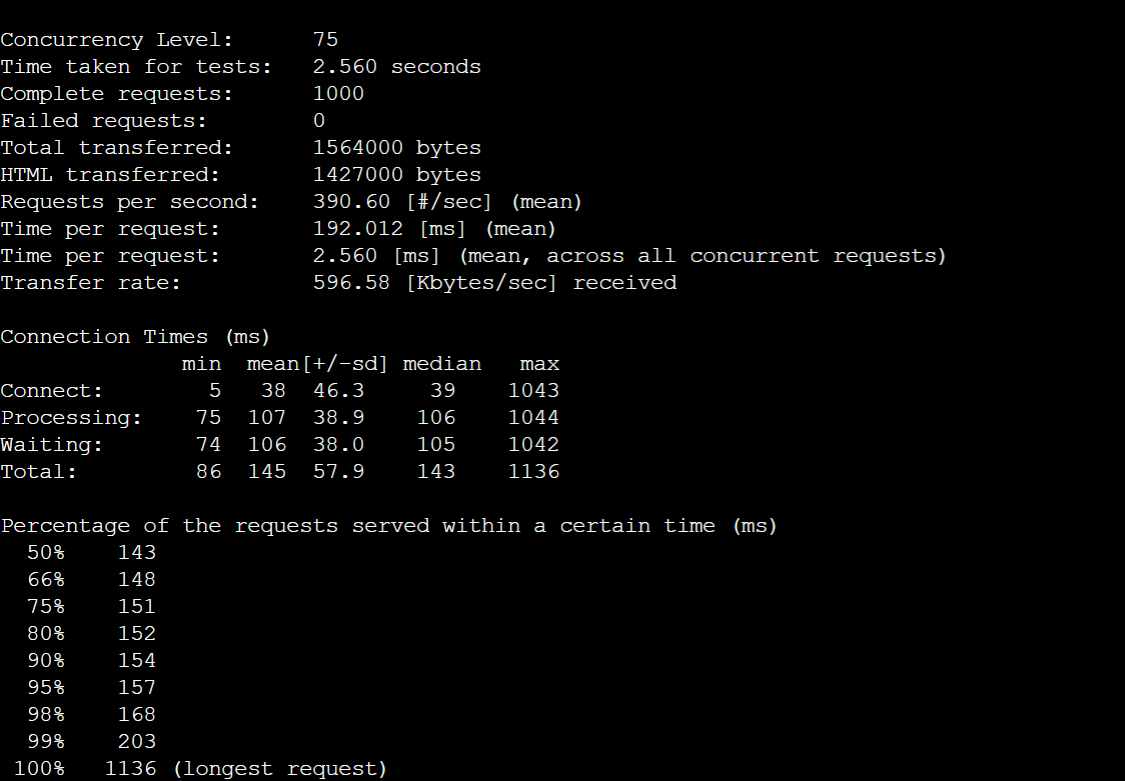 Concurrency Level:      75
Time taken for tests:   2.560 seconds
Complete requests:      1000
Failed requests:        0
Total transferred:      1564000 bytes
HTML transferred:       1427000 bytes
Requests per second:    390.60 [#/sec] (mean)
Time per request:       192.012 [ms] (mean)
Time per request:       2.560 [ms] (mean, across all concurrent requests)
Transfer rate:          596.58 [Kbytes/sec] received

Connection Times (ms)
              min  mean[+/-sd] median   max
Connect:        5   38  46.3     39    1043
Processing:    75  107  38.9    106    1044
Waiting:       74  106  38.0    105    1042
Total:         86  145  57.9    143    1136

Percentage of the requests served within a certain time (ms)
  50%    143
  66%    148
  75%    151
  80%    152
  90%    154
  95%    157
  98%    168
  99%    203
 100%   1136 (longest request)